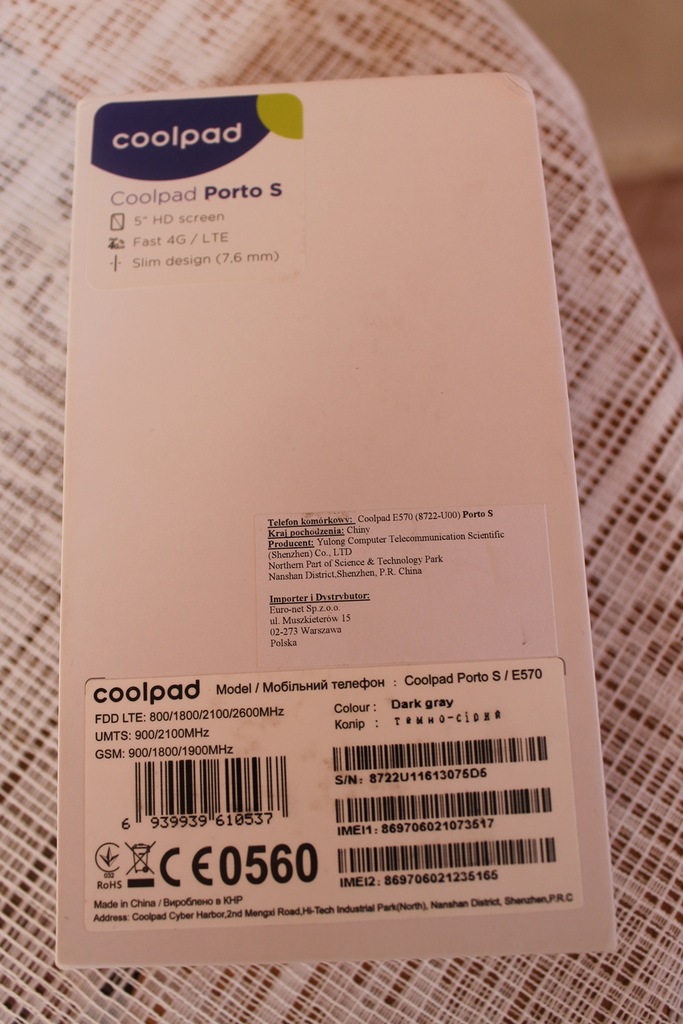 coolpad
Coolpad Porto S
5" HD screen
Fast 4G / LTE
Slim design (7,6 mm)
Telefon komórkowy: Coolpad E570 (8722-U00) Porto S
Kraj pochodzenia: Chiny
Producent: Yulong Computer Telecommunication Scientific
(Shenzhen) Co., LTD
Northern Part of Science & Technology Park
Nanshan District,Shenzhen, P.R. China
Importer i Dystrybutor:
Euro-net Sp.z.o.o.
ul. Muszkieterów 15
02-273 Warszawa
Polska
coolpad Model / Мобільний телефон : Coolpad Porto S / E570
FDD LTE: 800/1800/2100/2600MHz
UMTS: 900/2100MHz
GSM: 900/1800/1900MHz
6 939939 610537
Colour : Dark gray
Колір : темно-сірий
S/N: 8722U11613075D5
IMEI1: 869706021073517
IMEI2: 869706021235165
032
RoHS
CE0560
Made in China / Вироблено в КНР
Address: Coolpad Cyber Harbor,2nd Mengxi Road,Hi-Tech Industrial Park(North), Nanshan District, Shenzhen,P.R.C